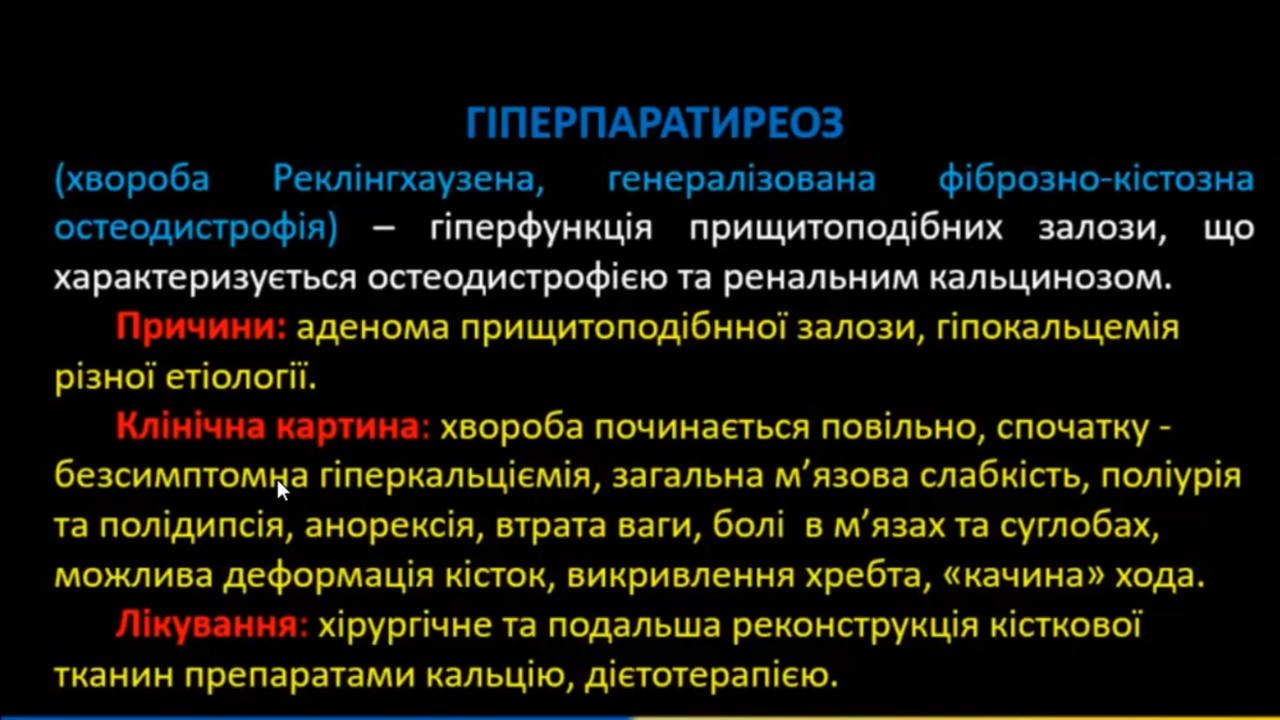 ГІПЕРПАРАТИРЕОЗ
(хвороба Реклінгхаузена, генералізована фіброзно-кістозна
остеодистрофія) – гіперфункція прищитоподібних залози, що
характеризується остеодистрофією та ренальним кальцинозом.
Причини: аденома прищитоподібнної залози, гіпокальцемія
різної етіології.
Клінічна картина: хвороба починається повільно, спочатку -
безсимптомна гіперкальціємія, загальна м’язова слабкість, поліурія
та полідипсія, анорексія, втрата ваги, болі в м’язах та суглобах,
можлива деформація кісток, викривлення хребта, «качина» хода.
Лікування: хірургічне та подальша реконструкція кісткової
тканин препаратами кальцію, дієтотерапією.